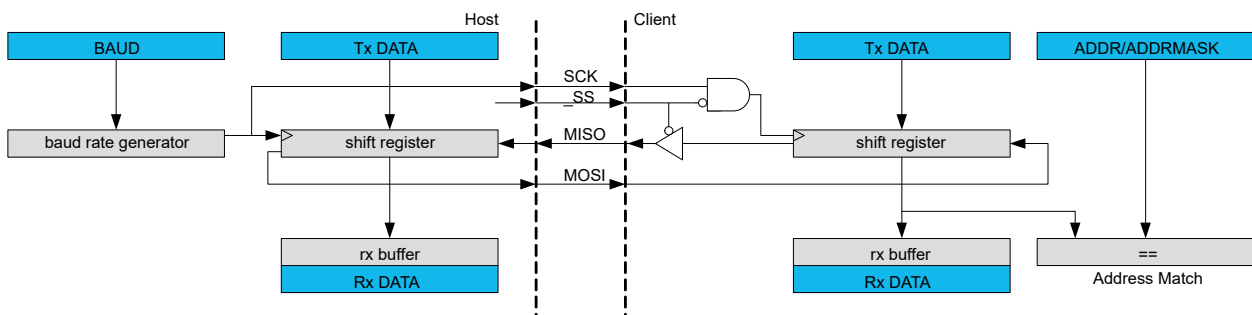 Host
Client
BAUD
Tx DATA
Tx DATA
ADDR/ADDRMASK
SCK
_SS
baud rate generator
shift register
MISO
shift register
MOSI
rx buffer
rx buffer
==
Rx DATA
Rx DATA
Address Match